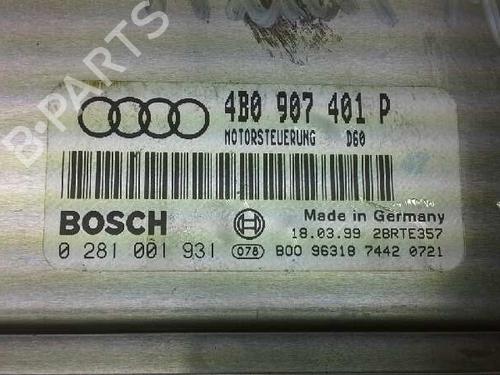 B·PARTS
4B0 907 401 P
MOTORSTEUERUNG D60
BOSCH
Made in Germany
18.03.99 2BRTE357
0 281 001 931 078 B00 96318 7442 0721